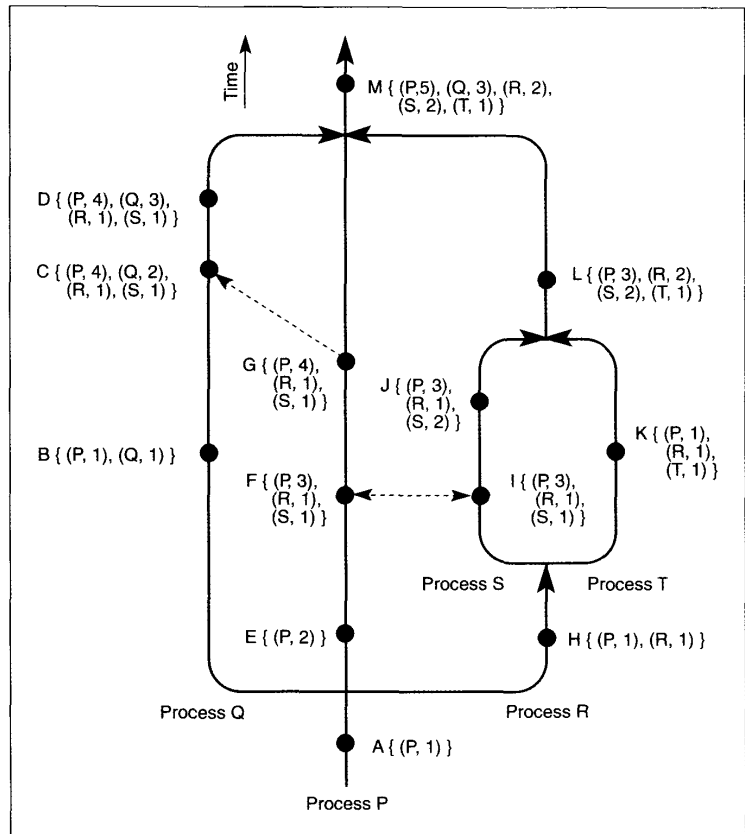 Time
M { (P,5), (Q, 3), (R, 2),
(S, 2), (T, 1) }
D { (P, 4), (Q, 3),
(R, 1), (S, 1) }
C { (P, 4), (Q, 2),
(R, 1), (S, 1) }
L { (P, 3), (R, 2),
(S, 2), (T, 1) }
G { (P, 4),
(R, 1),
(S, 1) }
J { (P, 3),
(R, 1),
(S, 2) }
K { (P, 1),
(R, 1),
(T, 1) }
B { (P, 1), (Q, 1) }
F { (P, 3),
(R, 1),
(S, 1) }
I { (P, 3),
(R, 1),
(S, 1) }
Process S
Process T
E { (P, 2) }
H { (P, 1), (R, 1) }
Process Q
Process R
A { (P, 1) }
Process P